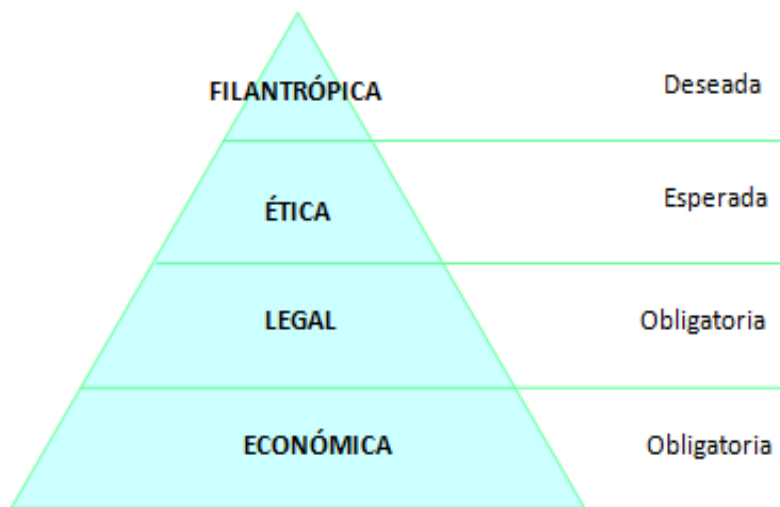 FILANTRÓPICA Deseada
ÉTICA Esperada
LEGAL Obligatoria
ECONÓMICA Obligatoria